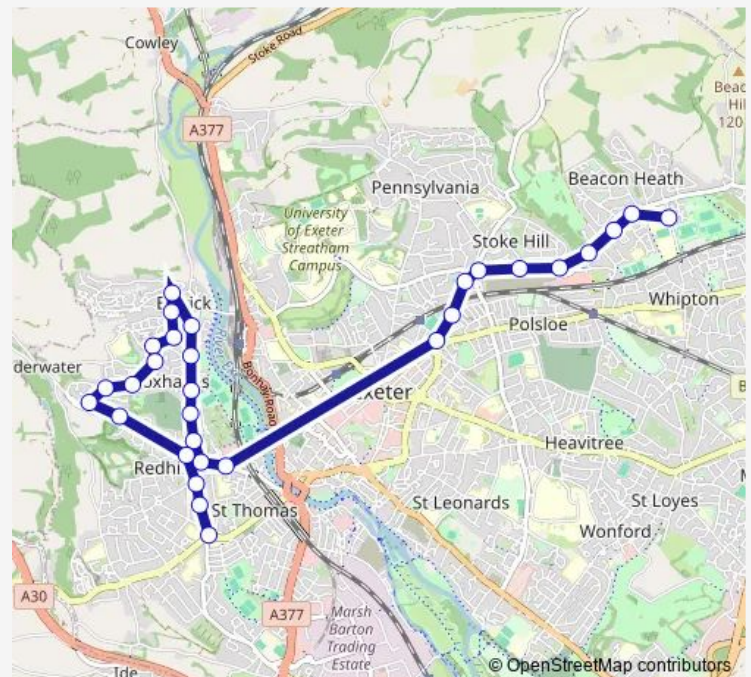 Cowley
Stoke Road
Beac
Hi
120
A377
Pennsylvania
Beacon Heath
University
of Exeter
Streatham
Campus
Stoke Hill
Whipton
Polsloe
derwater
Bonhay Road
xeter
B
Redhi
Heavitree
St Thomas
St Leonards
St Loyes
Wonford
A30
A377
Marsh
Barton
Trading
Estate
Ide
© OpenStreetMap contributors